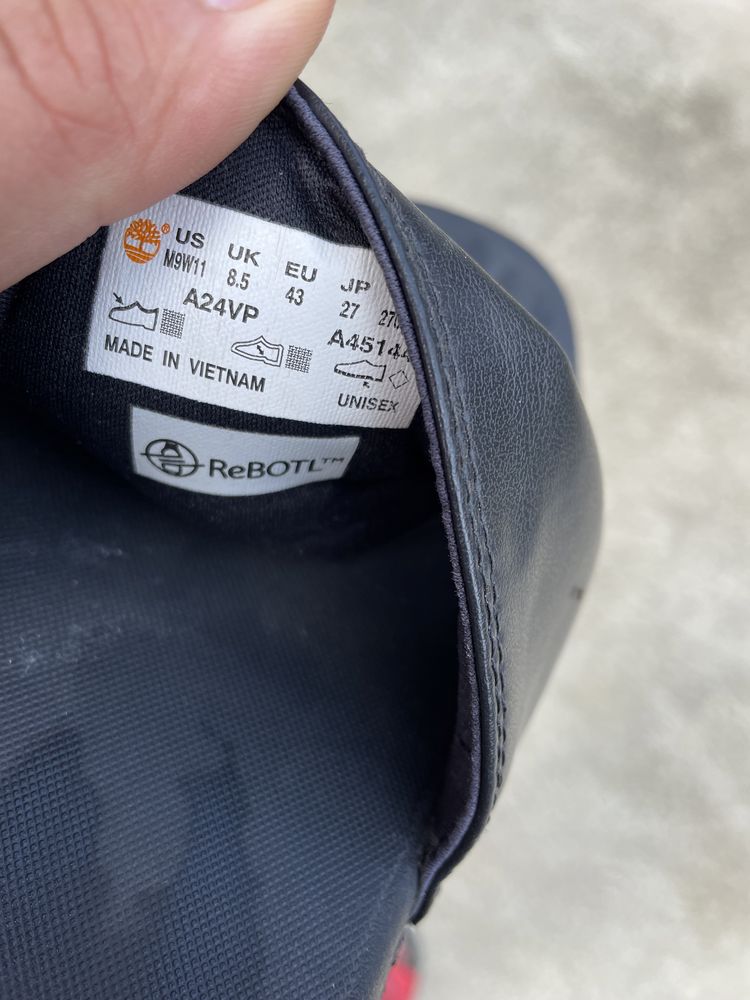 ® US UK EU JP
M9W11 8.5 43 27
A24VP
MADE IN VIETNAM
UNISEX
ReBOTL™